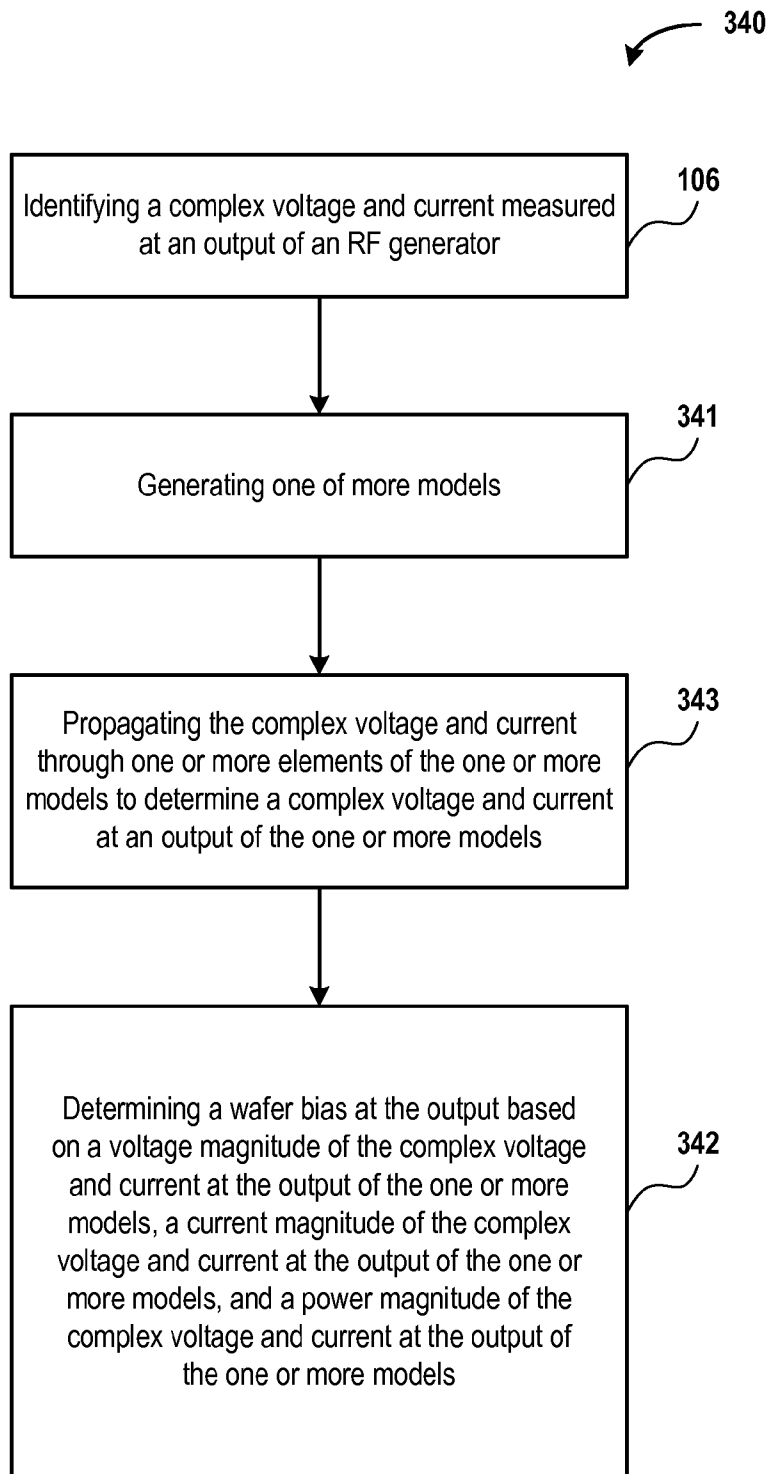 340
Identifying a complex voltage and current measured
at an output of an RF generator
106
Generating one of more models
341
Propagating the complex voltage and current
through one or more elements of the one or more
models to determine a complex voltage and current
at an output of the one or more models
343
Determining a wafer bias at the output based
on a voltage magnitude of the complex voltage
and current at the output of the one or more
models, a current magnitude of the complex
voltage and current at the output of the one or
more models, and a power magnitude of the
complex voltage and current at the output of
the one or more models
342